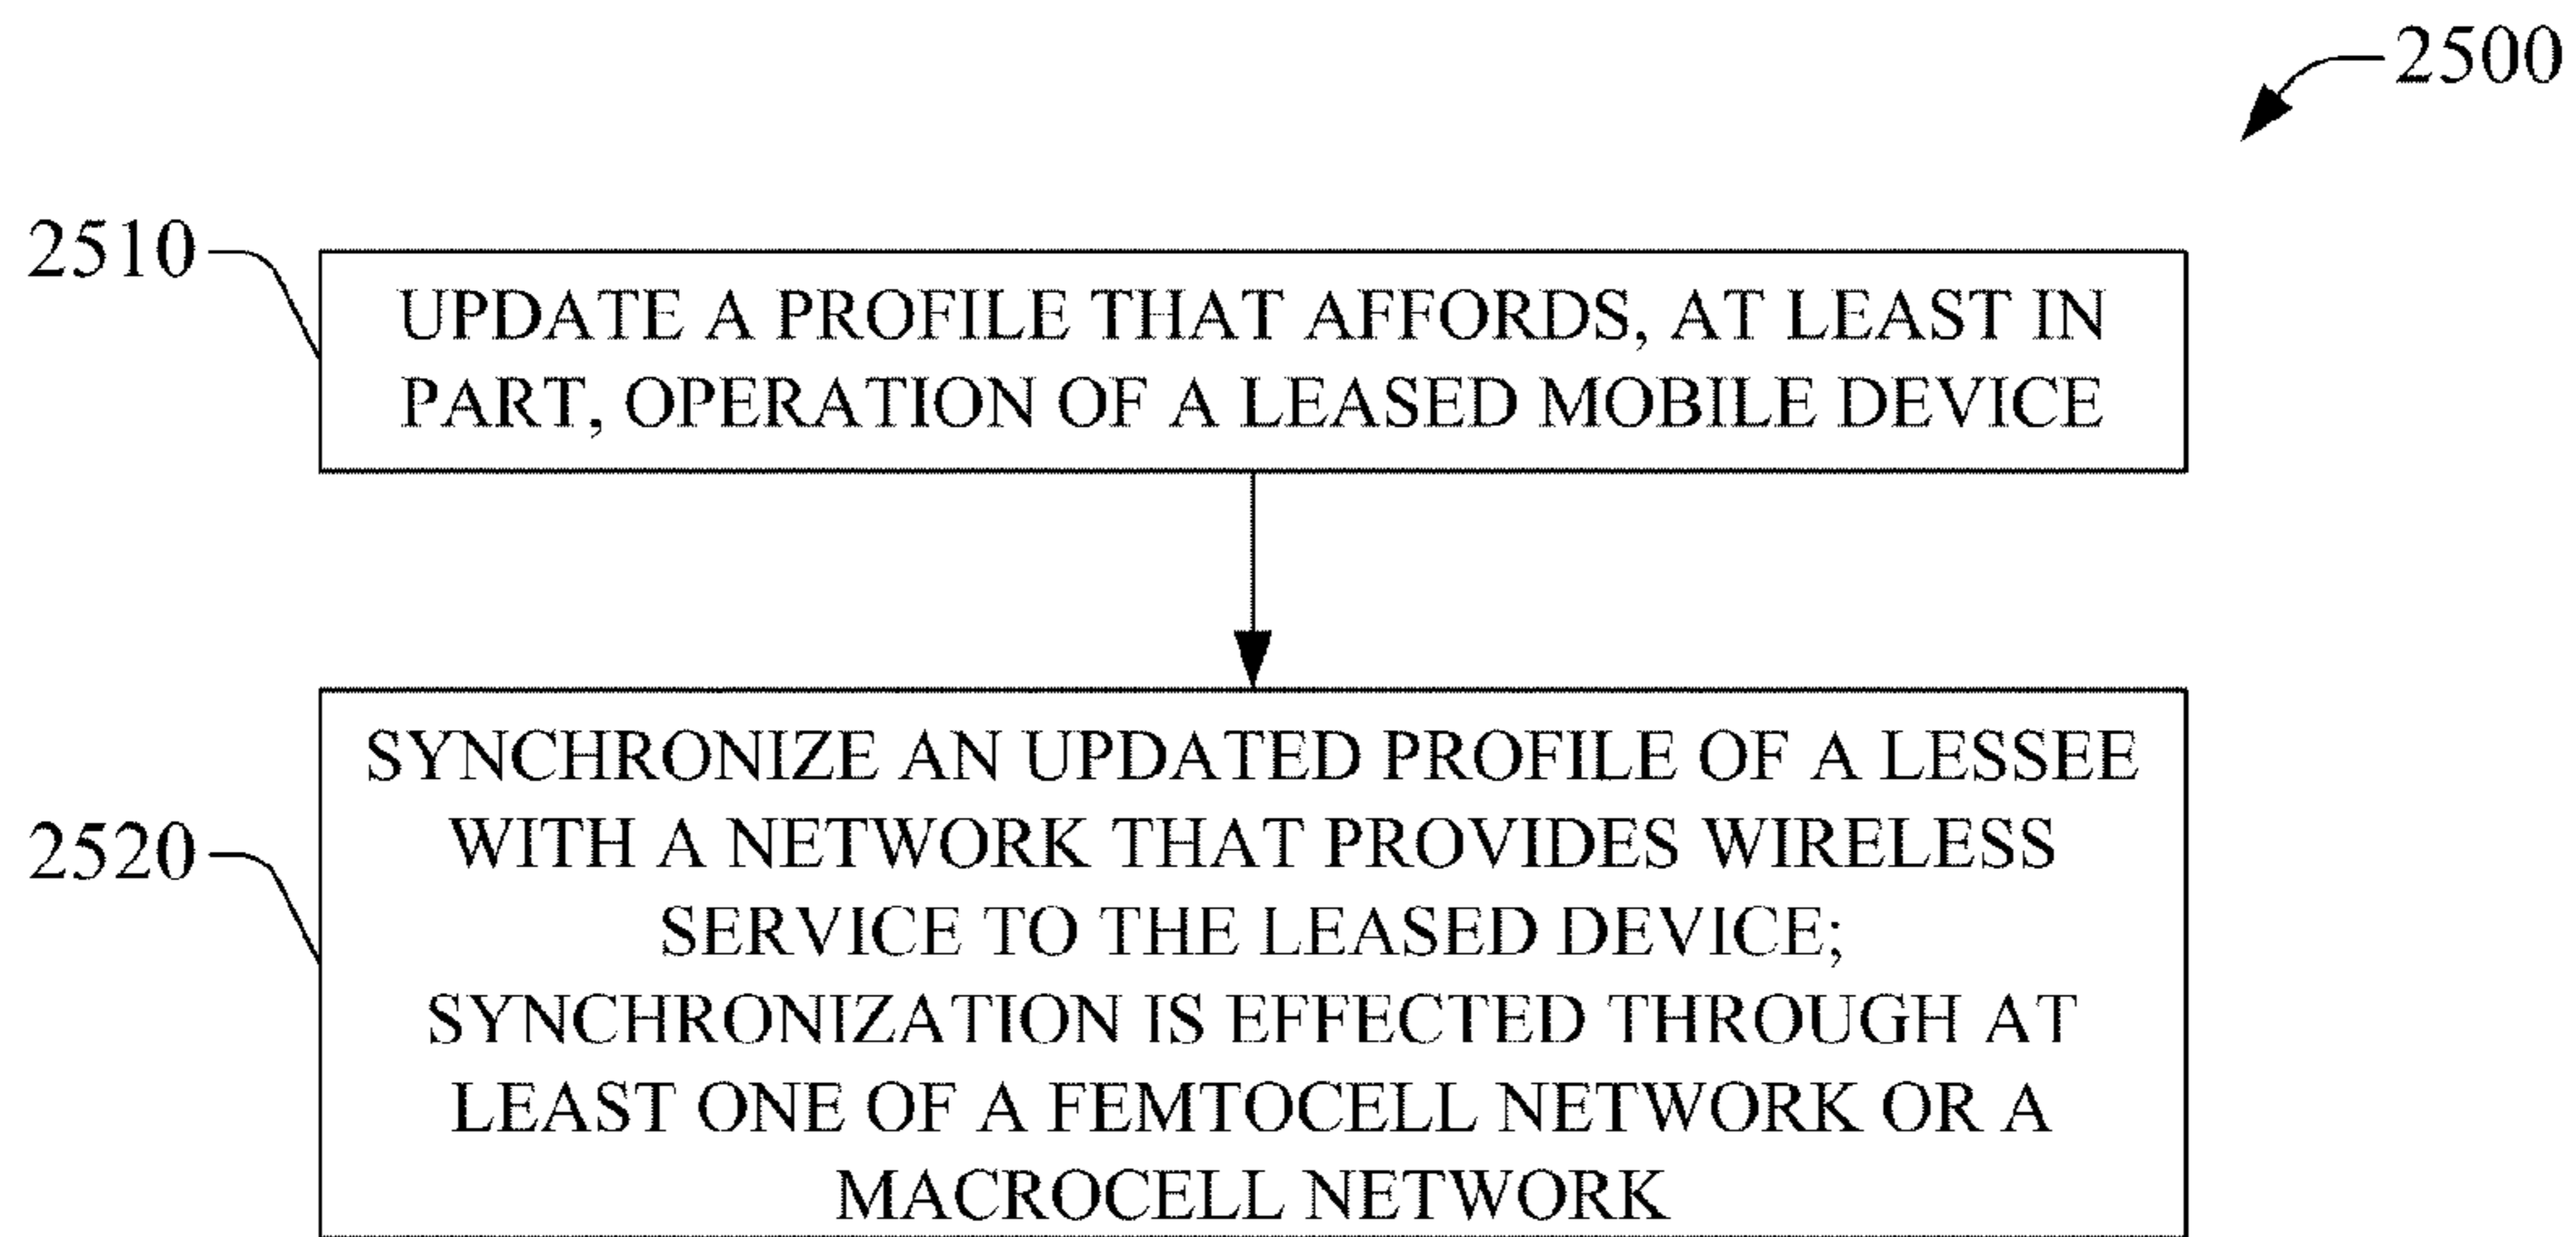 2500
2510
UPDATE A PROFILE THAT AFFORDS, AT LEAST IN
PART, OPERATION OF A LEASED MOBILE DEVICE
2520
SYNCHRONIZE AN UPDATED PROFILE OF A LESSEE
WITH A NETWORK THAT PROVIDES WIRELESS
SERVICE TO THE LEASED DEVICE;
SYNCHRONIZATION IS EFFECTED THROUGH AT
LEAST ONE OF A FEMTOCELL NETWORK OR A
MACROCELL NETWORK